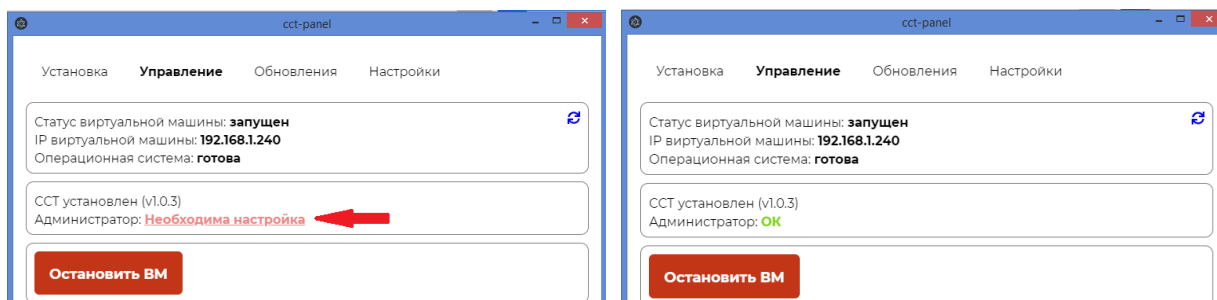 cct-panel
Установка Управление Обновления Настройки
Статус виртуальной машины: запущен
IP виртуальной машины: 192.168.1.240
Операционная система: готова
CCT установлен (v1.0.3)
Администратор: Необходима настройка
Остановить ВМ
cct-panel
Установка Управление Обновления Настройки
Статус виртуальной машины: запущен
IP виртуальной машины: 192.168.1.240
Операционная система: готова
CCT установлен (v1.0.3)
Администратор: ОК
Остановить ВМ